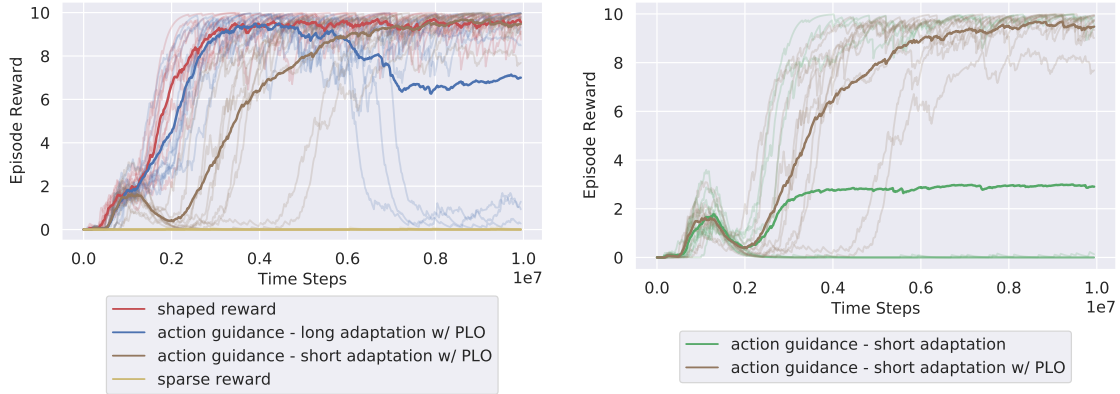 10
8
6
4
2
0
Episode Reward
0.0 0.2 0.4 0.6 0.8 1.0
1e7
Time Steps
shaped reward
action guidance - long adaptation w/ PLO
action guidance - short adaptation w/ PLO
sparse reward
10
8
6
4
2
0
Episode Reward
0.0 0.2 0.4 0.6 0.8 1.0
1e7
Time Steps
action guidance - short adaptation
action guidance - short adaptation w/ PLO